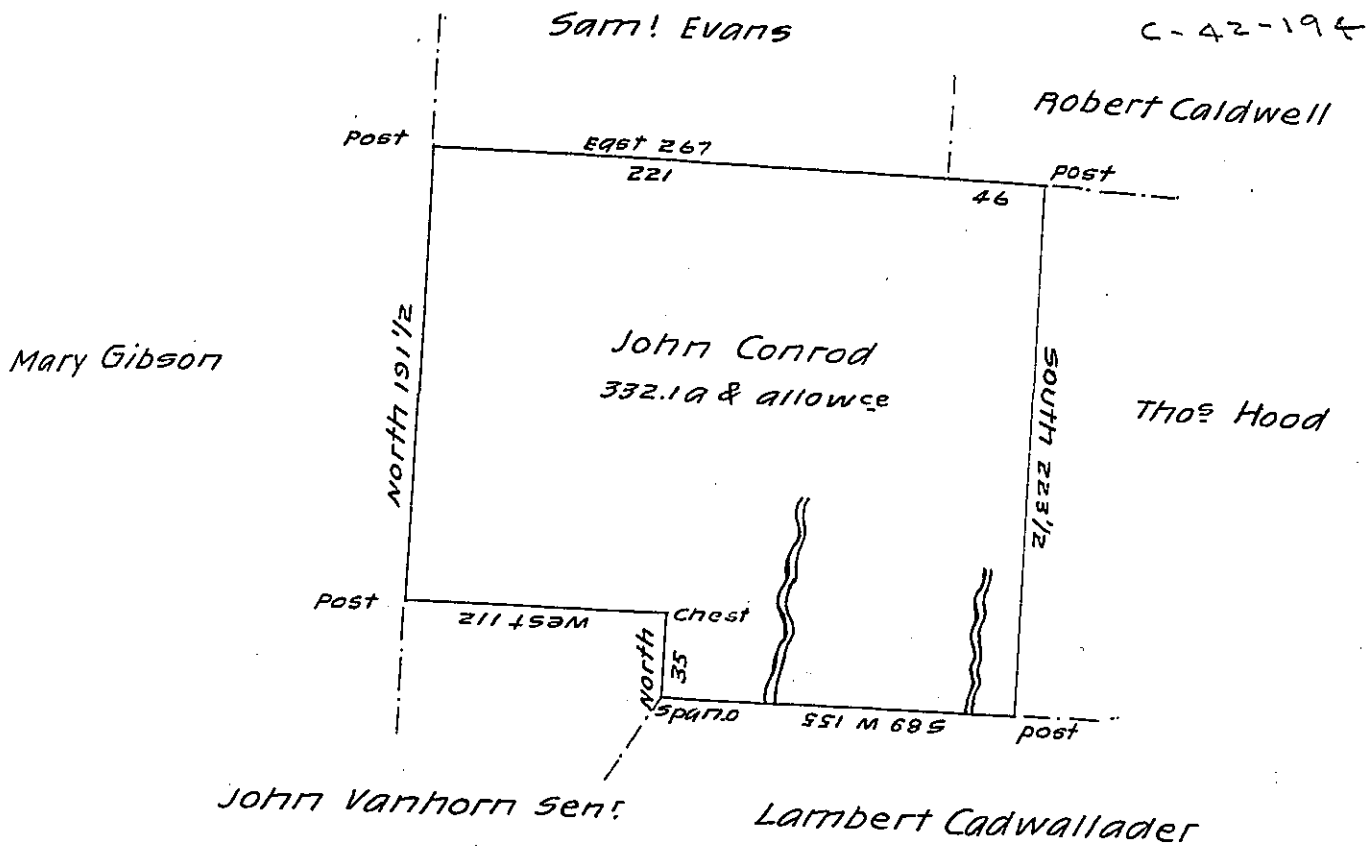 Sam! Evans
C-42-194
Robert Caldwell
Post
East 267
221
46
post
North 191 1/2
Mary Gibson
John Conrod
332.1a & allowce
South 223 1/2
Thos Hood
Post
West 112
Chest
North
35
Span.o
S 89 W 155
post
John Vanhorn Senr
Lambert Cadwallader